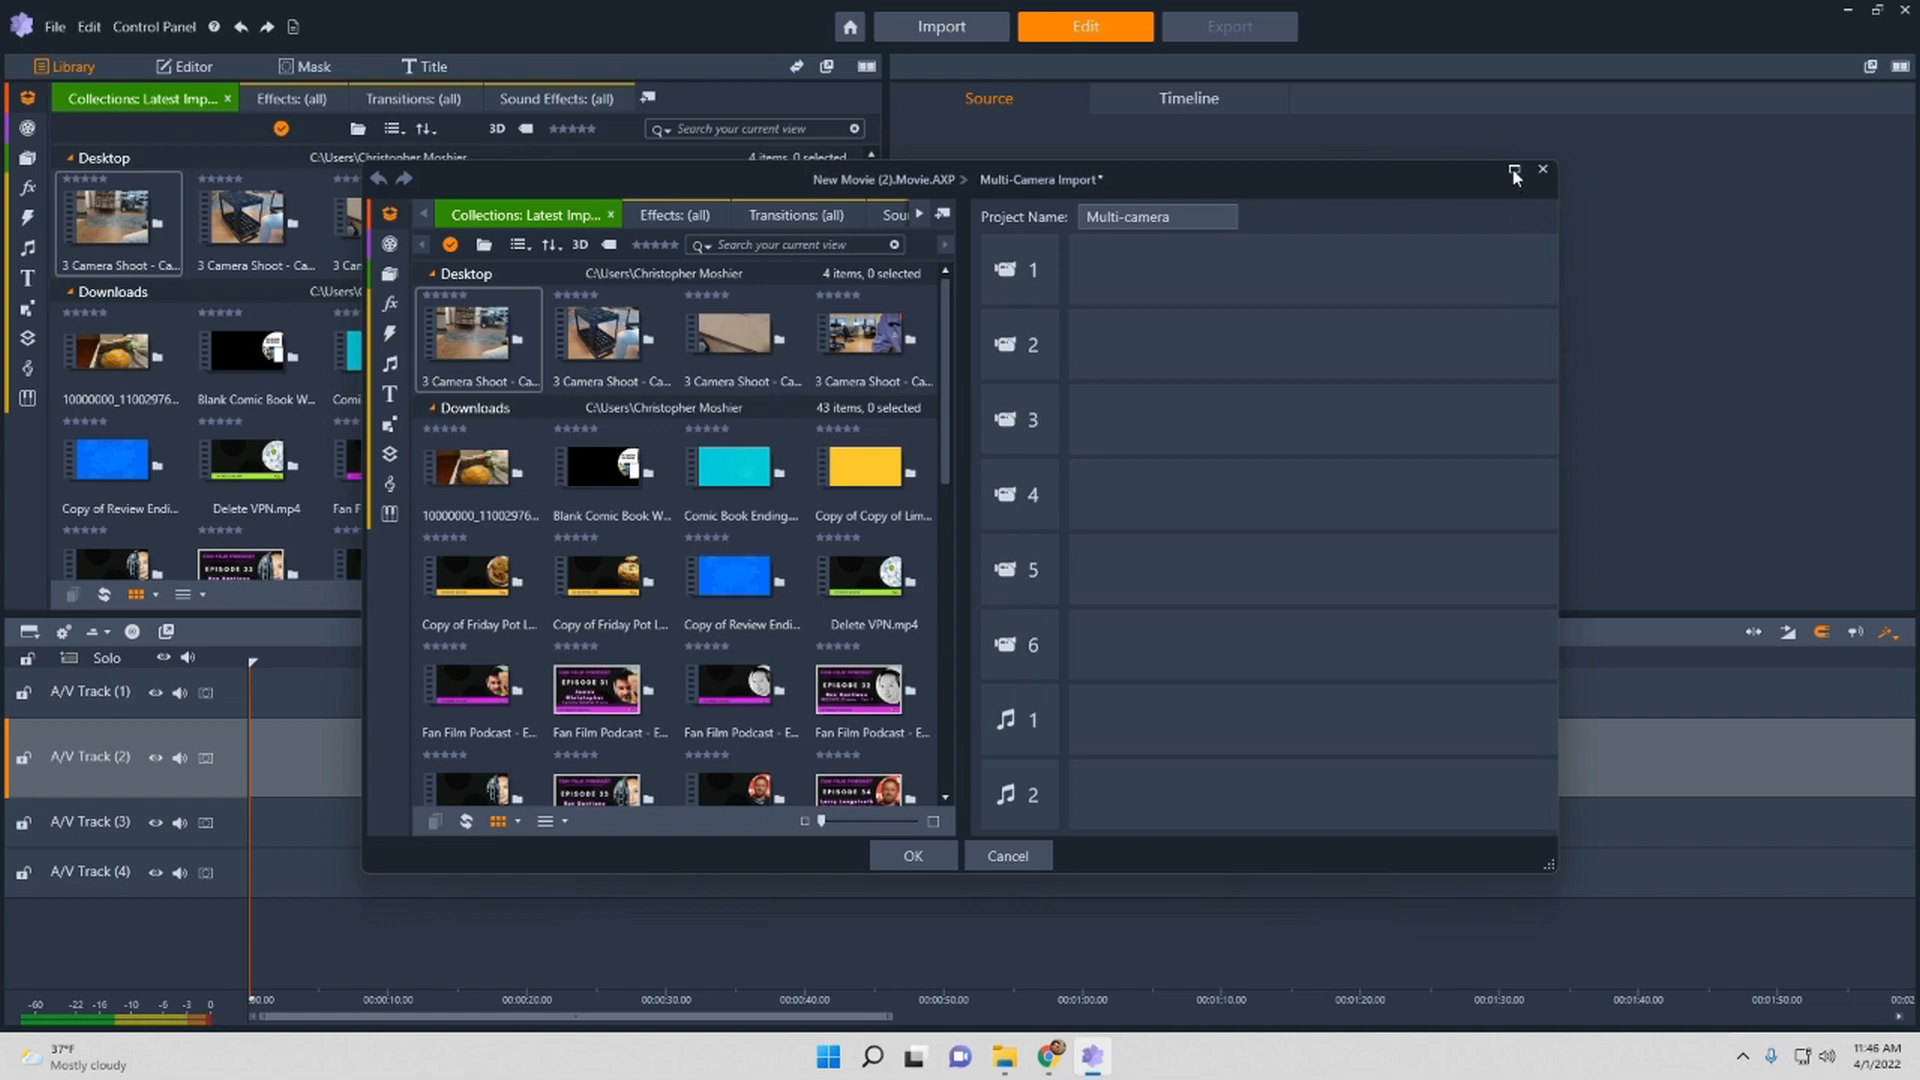 File Edit Control Panel
Import Edit Export
Library Editor Mask Title
Collections: Latest Imp... × Effects: (all) Transitions: (all) Sound Effects: (all)
Source Timeline
3D Search your current view
Desktop C:\Users\Christopher Moshier 4 items, 0 selected
3 Camera Shoot - Ca... 3 Camera Shoot - Ca...
Downloads
10000000_11002976... Blank Comic Book W...
Copy of Review Endi... Delete VPN.mp4
New Movie (2).Movie.AXP > Multi-Camera Import*
Collections: Latest Imp... × Effects: (all) Transitions: (all)
3D Search your current view
Project Name: Multi-camera
Desktop C:\Users\Christopher Moshier 4 items, 0 selected
3 Camera Shoot - Ca... 3 Camera Shoot - Ca... 3 Camera Shoot - Ca... 3 Camera Shoot - Ca...
Downloads C:\Users\Christopher Moshier 43 items, 0 selected
10000000_11002976... Blank Comic Book W... Comic Book Ending.... Copy of Copy of Lim...
Copy of Friday Pot L... Copy of Friday Pot L... Copy of Review Endi... Delete VPN.mp4
EPISODE 31
EPISODE 33
Fan Film Podcast - E... Fan Film Podcast - E... Fan Film Podcast - E... Fan Film Podcast - E...
1
2
3
4
5
6
1
2
OK Cancel
Solo
A/V Track (1)
A/V Track (2)
A/V Track (3)
A/V Track (4)
-60 -22 -16 -10 -6 -3 0
00:00:10.00 00:00:20.00 00:00:30.00 00:00:40.00 00:00:50.00 00:01:00.00 00:01:10.00 00:01:20.00 00:01:30.00 00:01:40.00 00:01:50.00
37°F
Mostly cloudy
11:46 AM
4/1/2022